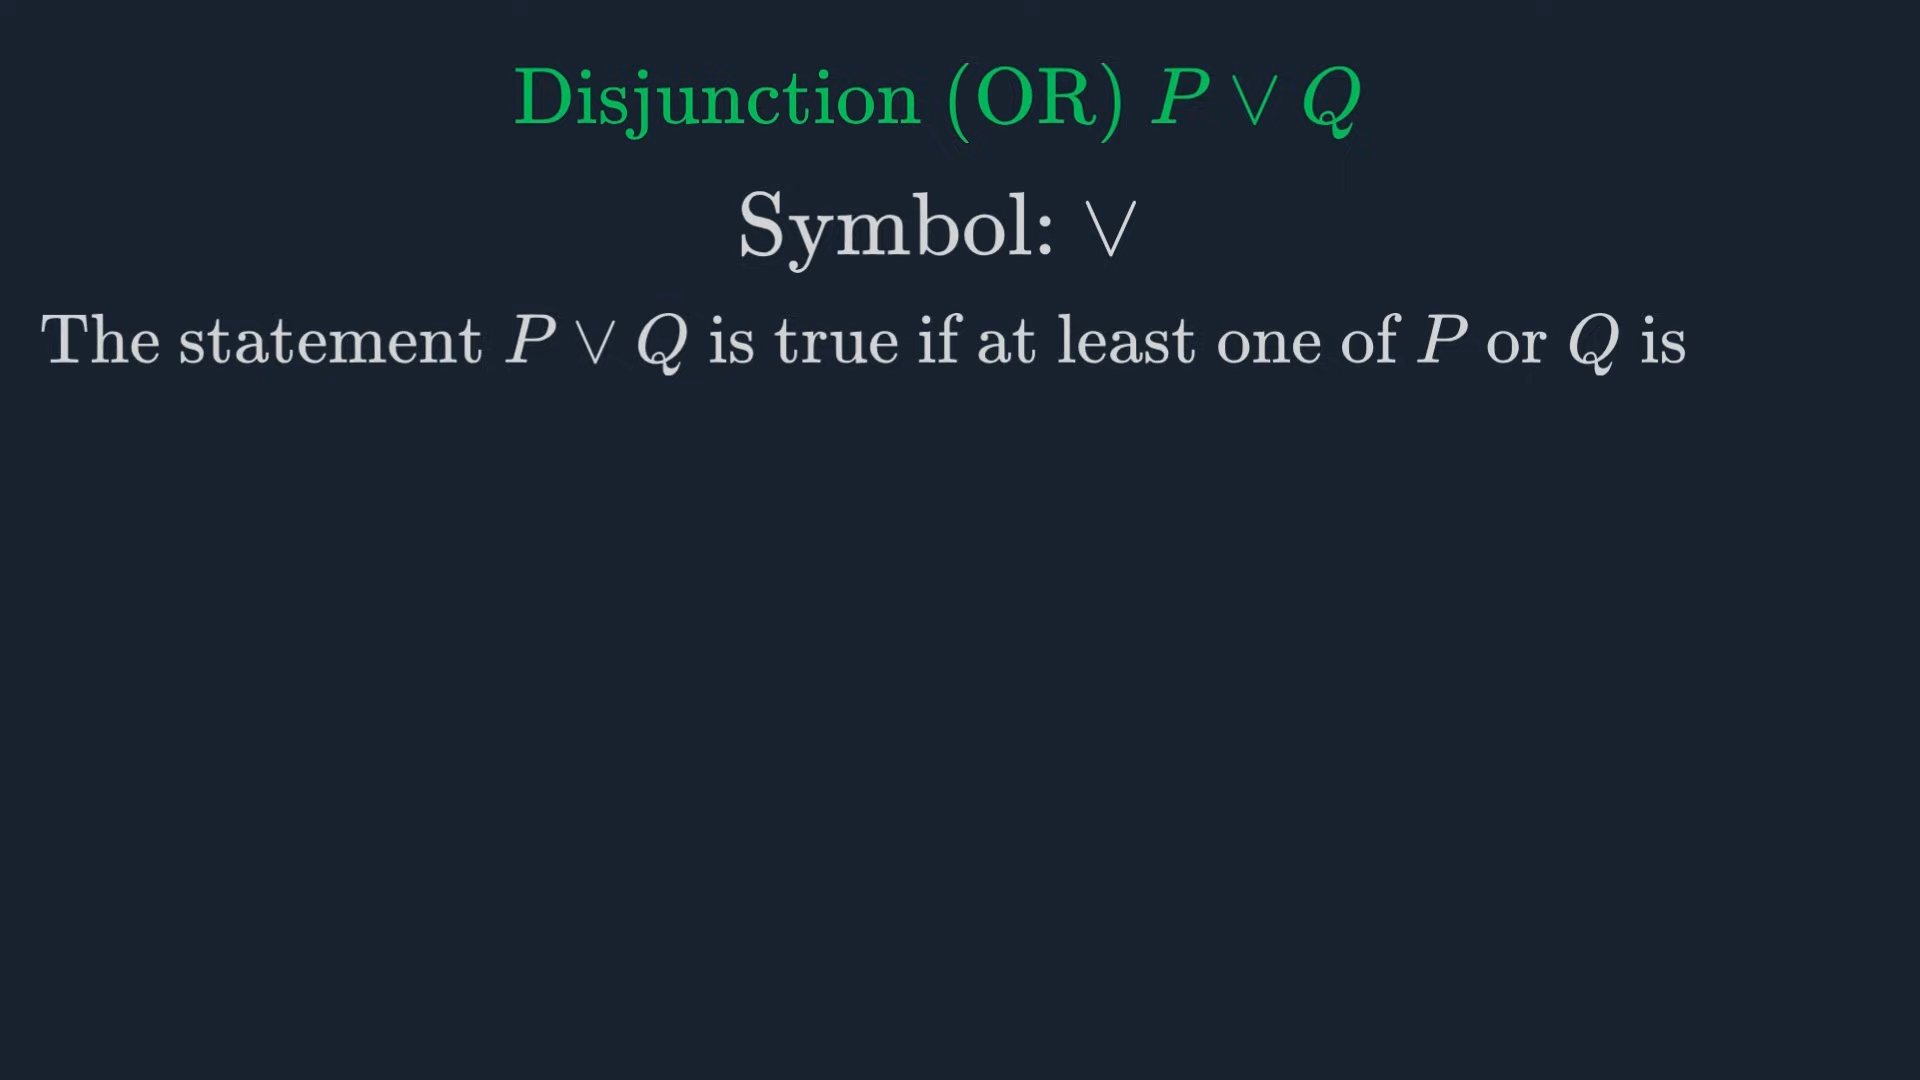 Disjunction (OR) P ∨ Q
Symbol: ∨
The statement P ∨ Q is true if at least one of P or Q is